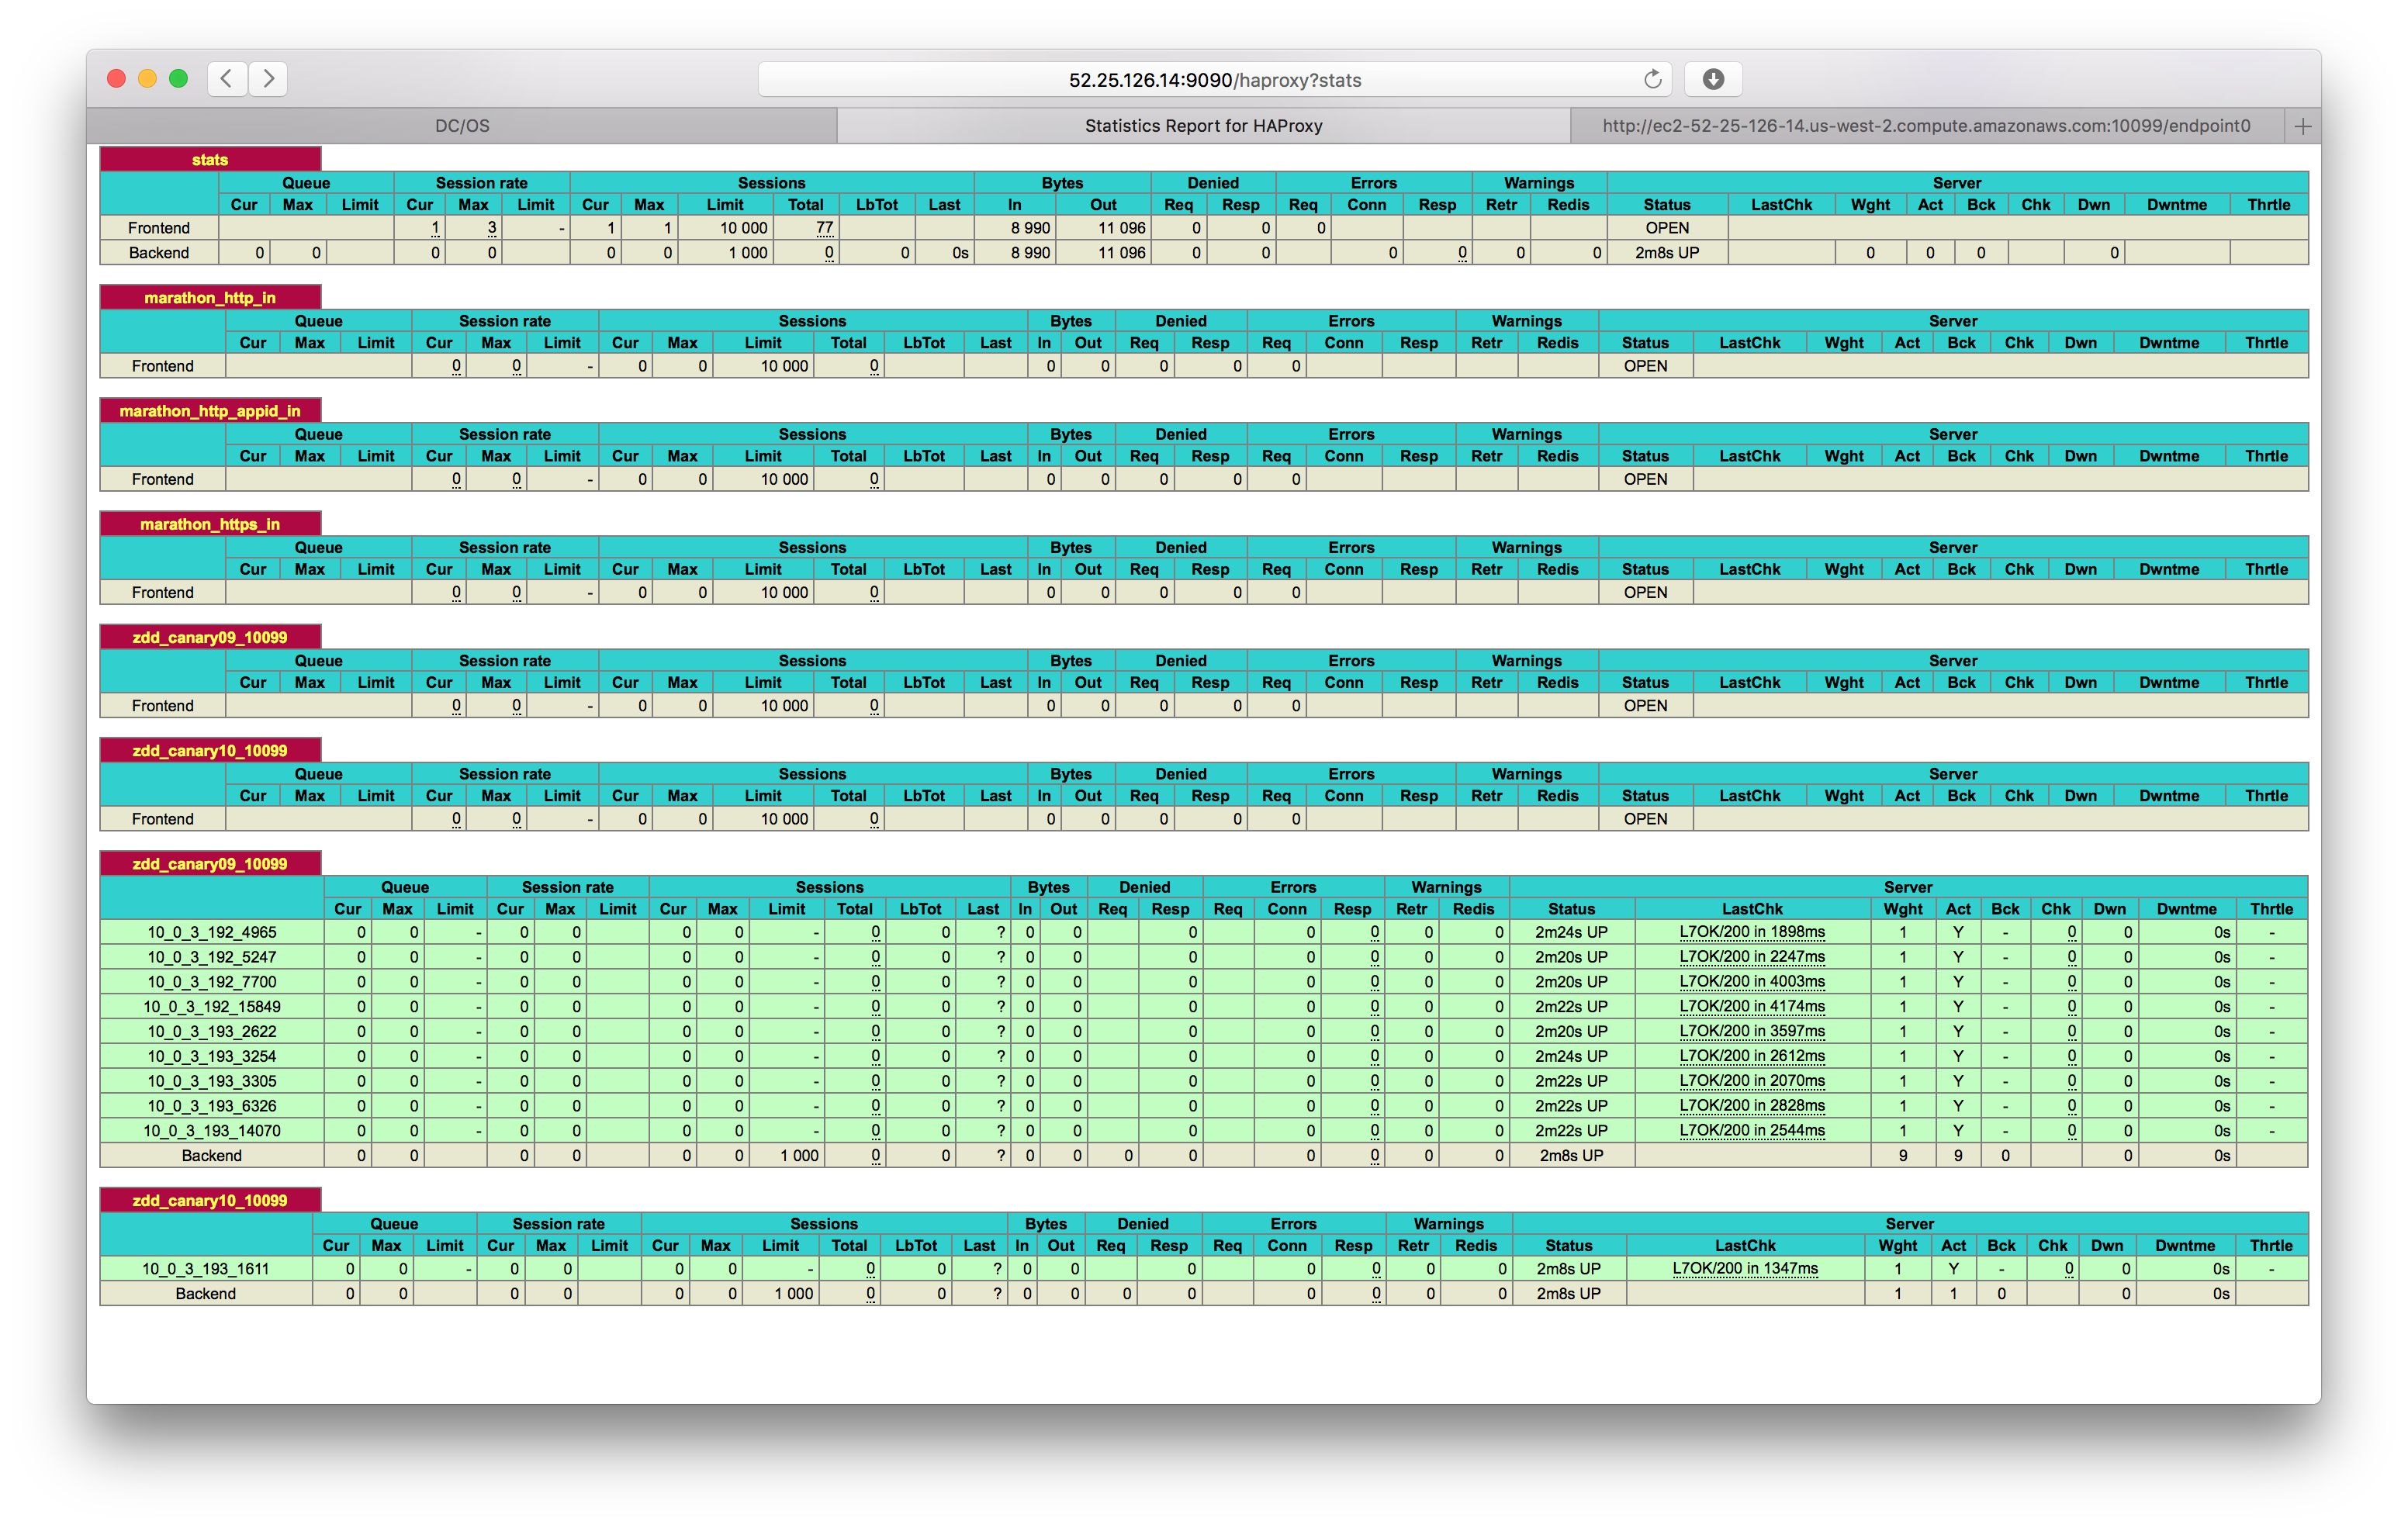 52.25.126.14:9090/haproxy?stats
DC/OS Statistics Report for HAProxy http://ec2-52-25-126-14.us-west-2.compute.amazonaws.com:10099/endpoint0 +
stats
Queue Session rate Sessions Bytes Denied Errors Warnings Server
Cur Max Limit Cur Max Limit Cur Max Limit Total LbTot Last In Out Req Resp Req Conn Resp Retr Redis Status LastChk Wght Act Bck Chk Dwn Dwntme Thrtle
Frontend 1 3 - 1 1 10 000 77 8 990 11 096 0 0 0 OPEN
Backend 0 0 0 0 0 0 1 000 0 0 0s 8 990 11 096 0 0 0 0 0 0 2m8s UP 0 0 0 0
marathon_http_in
Queue Session rate Sessions Bytes Denied Errors Warnings Server
Cur Max Limit Cur Max Limit Cur Max Limit Total LbTot Last In Out Req Resp Req Conn Resp Retr Redis Status LastChk Wght Act Bck Chk Dwn Dwntme Thrtle
Frontend 0 0 - 0 0 10 000 0 0 0 0 0 0 OPEN
marathon_http_appid_in
Queue Session rate Sessions Bytes Denied Errors Warnings Server
Cur Max Limit Cur Max Limit Cur Max Limit Total LbTot Last In Out Req Resp Req Conn Resp Retr Redis Status LastChk Wght Act Bck Chk Dwn Dwntme Thrtle
Frontend 0 0 - 0 0 10 000 0 0 0 0 0 0 OPEN
marathon_https_in
Queue Session rate Sessions Bytes Denied Errors Warnings Server
Cur Max Limit Cur Max Limit Cur Max Limit Total LbTot Last In Out Req Resp Req Conn Resp Retr Redis Status LastChk Wght Act Bck Chk Dwn Dwntme Thrtle
Frontend 0 0 - 0 0 10 000 0 0 0 0 0 0 OPEN
zdd_canary09_10099
Queue Session rate Sessions Bytes Denied Errors Warnings Server
Cur Max Limit Cur Max Limit Cur Max Limit Total LbTot Last In Out Req Resp Req Conn Resp Retr Redis Status LastChk Wght Act Bck Chk Dwn Dwntme Thrtle
Frontend 0 0 - 0 0 10 000 0 0 0 0 0 0 OPEN
zdd_canary10_10099
Queue Session rate Sessions Bytes Denied Errors Warnings Server
Cur Max Limit Cur Max Limit Cur Max Limit Total LbTot Last In Out Req Resp Req Conn Resp Retr Redis Status LastChk Wght Act Bck Chk Dwn Dwntme Thrtle
Frontend 0 0 - 0 0 10 000 0 0 0 0 0 0 OPEN
zdd_canary09_10099
Queue Session rate Sessions Bytes Denied Errors Warnings Server
Cur Max Limit Cur Max Limit Cur Max Limit Total LbTot Last In Out Req Resp Req Conn Resp Retr Redis Status LastChk Wght Act Bck Chk Dwn Dwntme Thrtle
10_0_3_192_4965 0 0 - 0 0 0 0 - 0 0 ? 0 0 0 0 0 0 0 2m24s UP L7OK/200 in 1898ms 1 Y - 0 0 0s -
10_0_3_192_5247 0 0 - 0 0 0 0 - 0 0 ? 0 0 0 0 0 0 0 2m20s UP L7OK/200 in 2247ms 1 Y - 0 0 0s -
10_0_3_192_7700 0 0 - 0 0 0 0 - 0 0 ? 0 0 0 0 0 0 0 2m20s UP L7OK/200 in 4003ms 1 Y - 0 0 0s -
10_0_3_192_15849 0 0 - 0 0 0 0 - 0 0 ? 0 0 0 0 0 0 0 2m22s UP L7OK/200 in 4174ms 1 Y - 0 0 0s -
10_0_3_193_2622 0 0 - 0 0 0 0 - 0 0 ? 0 0 0 0 0 0 0 2m20s UP L7OK/200 in 3597ms 1 Y - 0 0 0s -
10_0_3_193_3254 0 0 - 0 0 0 0 - 0 0 ? 0 0 0 0 0 0 0 2m24s UP L7OK/200 in 2612ms 1 Y - 0 0 0s -
10_0_3_193_3305 0 0 - 0 0 0 0 - 0 0 ? 0 0 0 0 0 0 0 2m22s UP L7OK/200 in 2070ms 1 Y - 0 0 0s -
10_0_3_193_6326 0 0 - 0 0 0 0 - 0 0 ? 0 0 0 0 0 0 0 2m22s UP L7OK/200 in 2828ms 1 Y - 0 0 0s -
10_0_3_193_14070 0 0 - 0 0 0 0 - 0 0 ? 0 0 0 0 0 0 0 2m22s UP L7OK/200 in 2544ms 1 Y - 0 0 0s -
Backend 0 0 0 0 0 0 1 000 0 0 ? 0 0 0 0 0 0 0 0 2m8s UP 9 9 0 0 0s
zdd_canary10_10099
Queue Session rate Sessions Bytes Denied Errors Warnings Server
Cur Max Limit Cur Max Limit Cur Max Limit Total LbTot Last In Out Req Resp Req Conn Resp Retr Redis Status LastChk Wght Act Bck Chk Dwn Dwntme Thrtle
10_0_3_193_1611 0 0 - 0 0 0 0 - 0 0 ? 0 0 0 0 0 0 0 2m8s UP L7OK/200 in 1347ms 1 Y - 0 0 0s -
Backend 0 0 0 0 0 0 1 000 0 0 ? 0 0 0 0 0 0 0 0 2m8s UP 1 1 0 0 0s